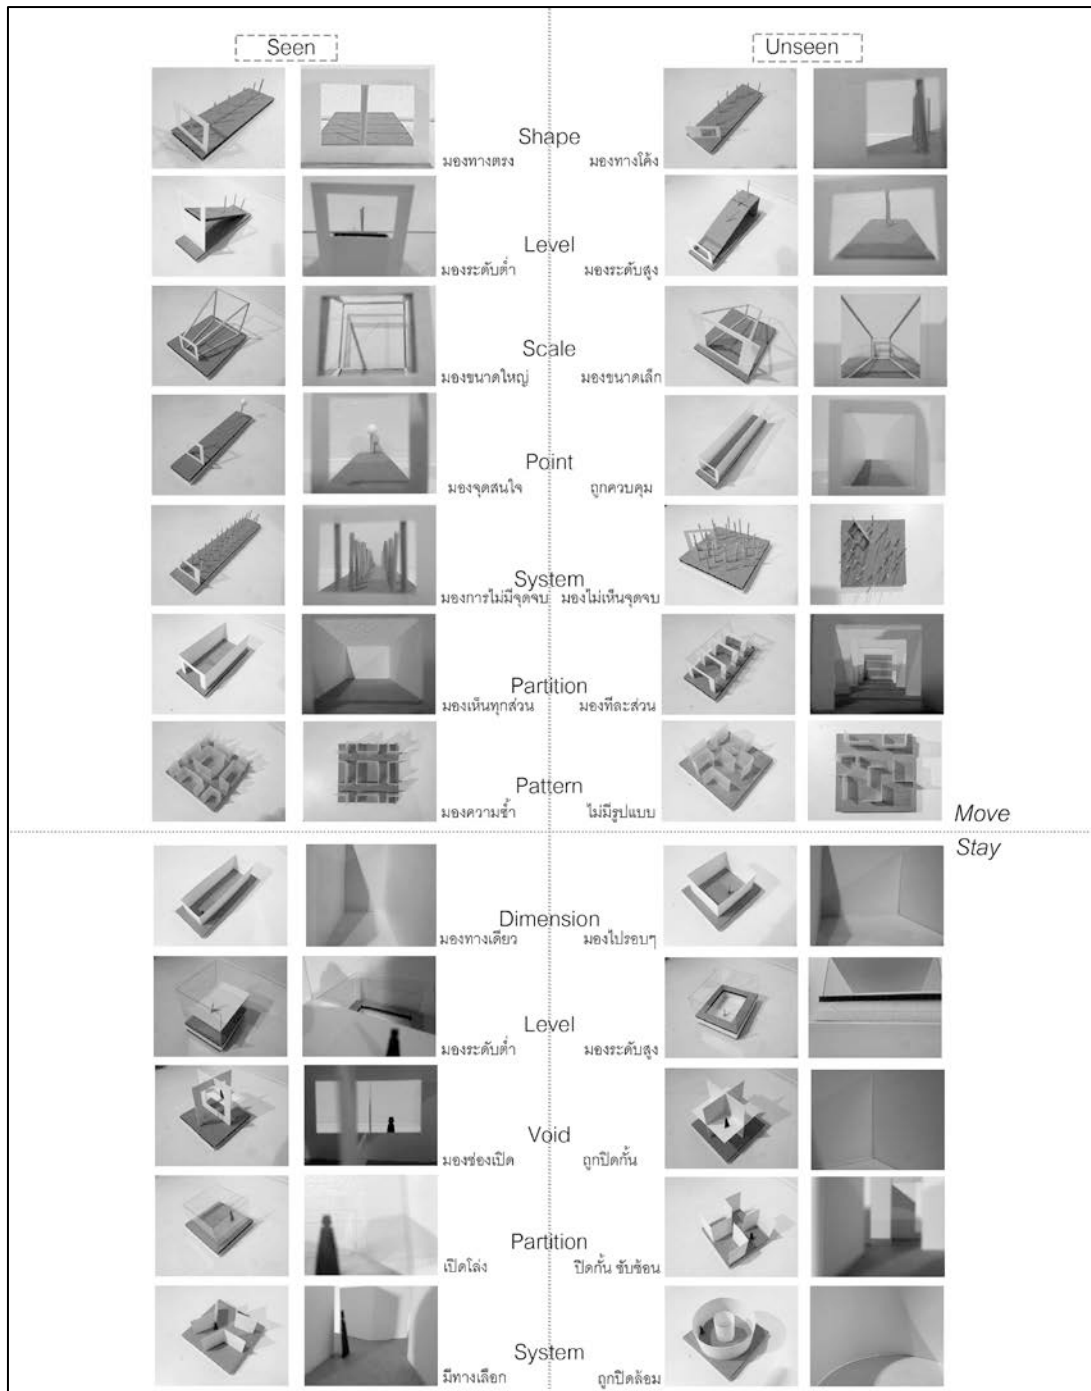 Seen
Unseen
Shape
มองทางตรง
มองทางโค้ง
Level
มองระดับต่ำ
มองระดับสูง
Scale
มองขนาดใหญ่
มองขนาดเล็ก
Point
มองจุดสนใจ
ถูกควบคุม
System
มองการไม่มีจุดจบ
มองไม่เห็นจุดจบ
Partition
มองเห็นทุกส่วน
มองทีละส่วน
Pattern
มองความซ้ำ
ไม่มีรูปแบบ
Move
Stay
Dimension
มองทางเดียว
มองไปรอบๆ
Level
มองระดับต่ำ
มองระดับสูง
Void
มองช่องเปิด
ถูกปิดกั้น
Partition
เปิดโล่ง
ปิดกั้น ซับซ้อน
System
มีทางเลือก
ถูกปิดล้อม